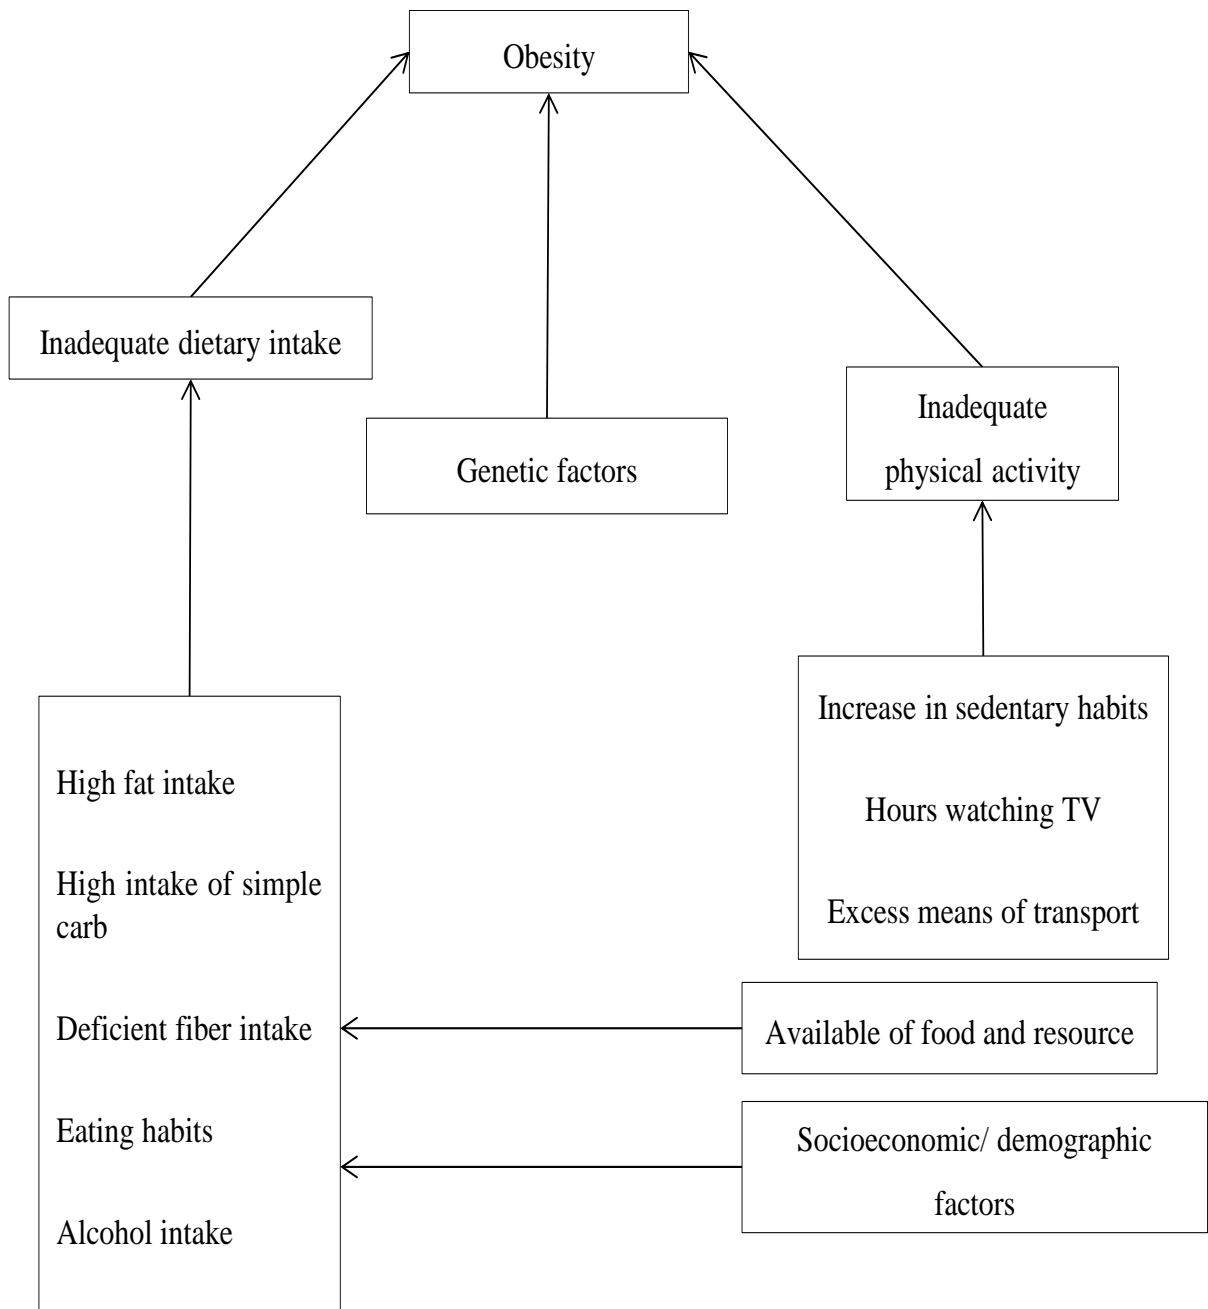 Obesity
Inadequate dietary intake
Genetic factors
Inadequate
physical activity
High fat intake
High intake of simple
carb
Deficient fiber intake
Eating habits
Alcohol intake
Increase in sedentary habits
Hours watching TV
Excess means of transport
Available of food and resource
Socioeconomic/ demographic
factors